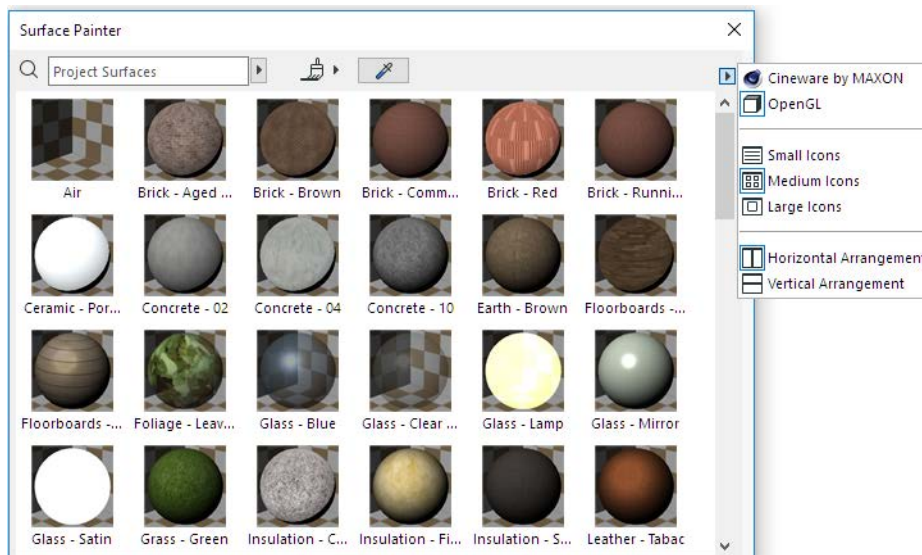 Surface Painter
Project Surfaces
Cineware by MAXON
OpenGL
Small Icons
Medium Icons
Large Icons
Horizontal Arrangement
Vertical Arrangement
Air
Brick - Aged ...
Brick - Brown
Brick - Comm...
Brick - Red
Brick - Runni...
Ceramic - Por...
Concrete - 02
Concrete - 04
Concrete - 10
Earth - Brown
Floorboards -...
Floorboards -...
Foliage - Leav...
Glass - Blue
Glass - Clear ...
Glass - Lamp
Glass - Mirror
Glass - Satin
Grass - Green
Insulation - C...
Insulation - Fi...
Insulation - S...
Leather - Tabac